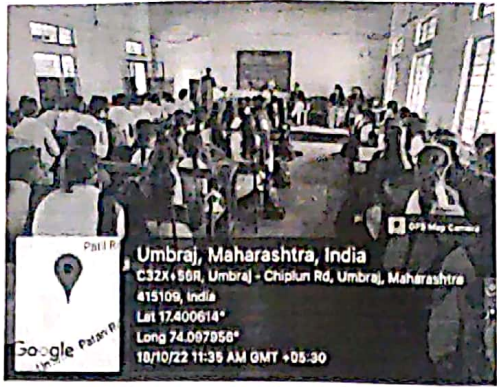 GPS Map Camera
Umbraj, Maharashtra, India
C32X+S6R, Umbraj - Chiplun Rd, Umbraj, Maharashtra
415109, India
Lat 17.400614°
Long 74.097958°
18/10/22 11:35 AM GMT +05:30
Google